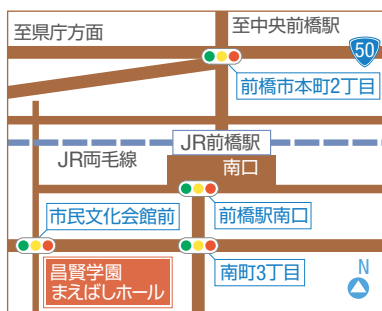 至県庁方面
至中央前橋駅
50
前橋市本町2丁目
JR前橋駅
JR両毛線
南口
市民文化会館前
前橋駅南口
昌賢学園
まえばしホール
南町3丁目
N